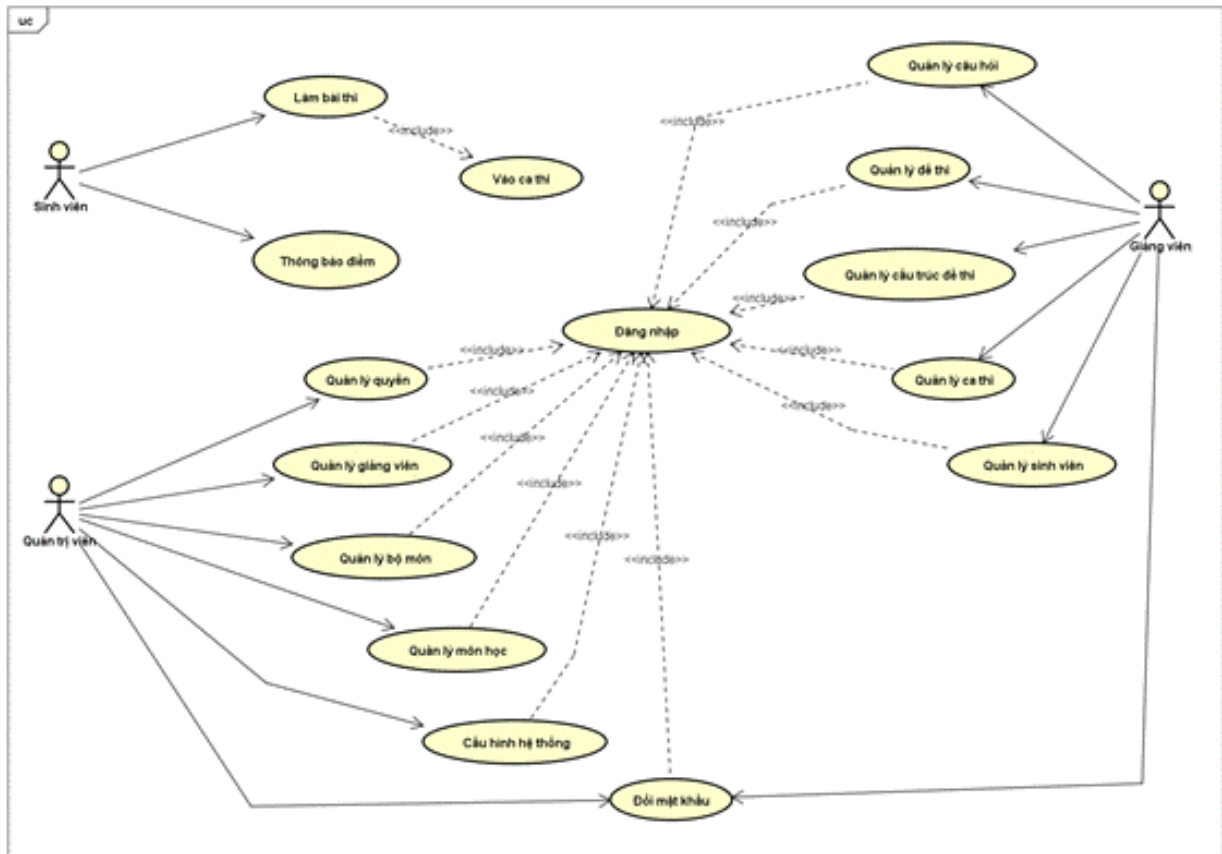 uc
Làm bài thi
<<include>>
Vào ca thi
Sinh viên
Thông báo điểm
Quản lý câu hỏi
<<include>>
Quản lý đề thi
<<include>>
Giảng viên
Quản lý cấu trúc đề thi
<<include>>
Đăng nhập
Quản lý quyền
<<include>>
<<include>>
Quản lý ca thi
<<include>>
<<include>>
Quản lý giảng viên
<<include>>
Quản lý sinh viên
Quản trị viên
<<include>>
Quản lý bộ môn
<<include>>
<<include>>
Quản lý môn học
Cấu hình hệ thống
Đổi mật khẩu